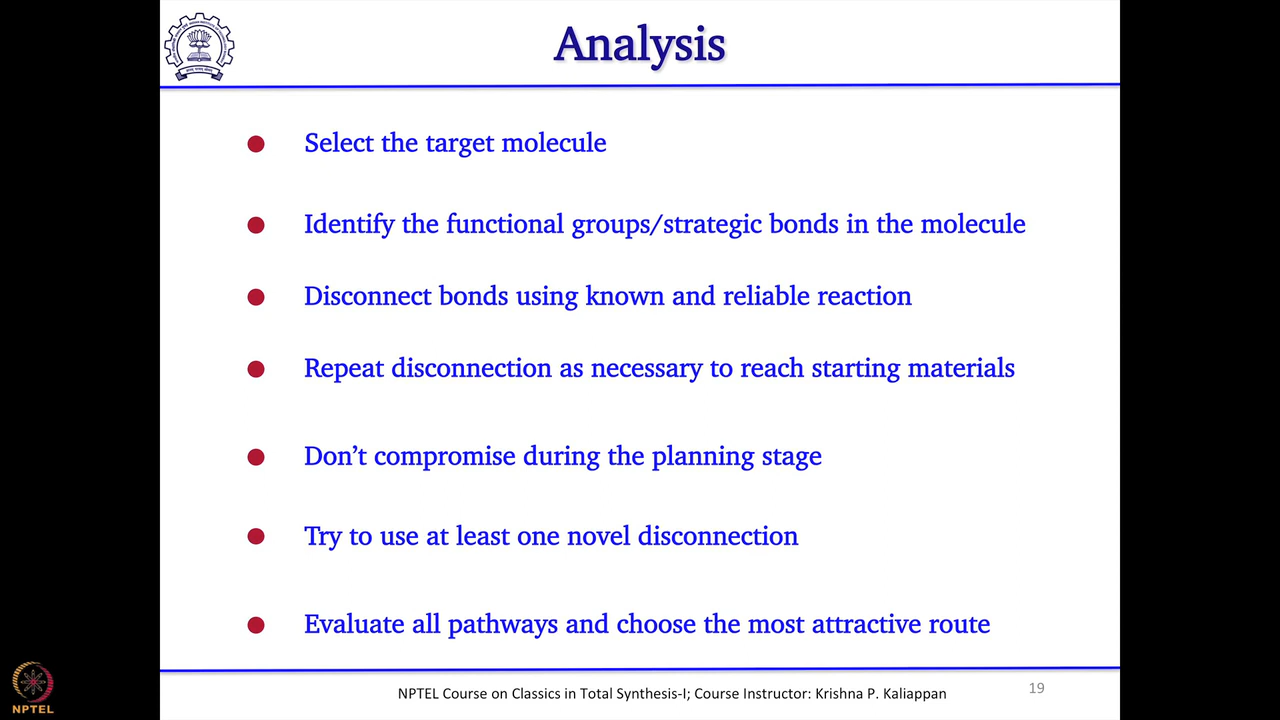 Analysis
Select the target molecule
Identify the functional groups/strategic bonds in the molecule
Disconnect bonds using known and reliable reaction
Repeat disconnection as necessary to reach starting materials
Don’t compromise during the planning stage
Try to use at least one novel disconnection
Evaluate all pathways and choose the most attractive route
NPTEL Course on Classics in Total Synthesis-I; Course Instructor: Krishna P. Kaliappan
19
NPTEL